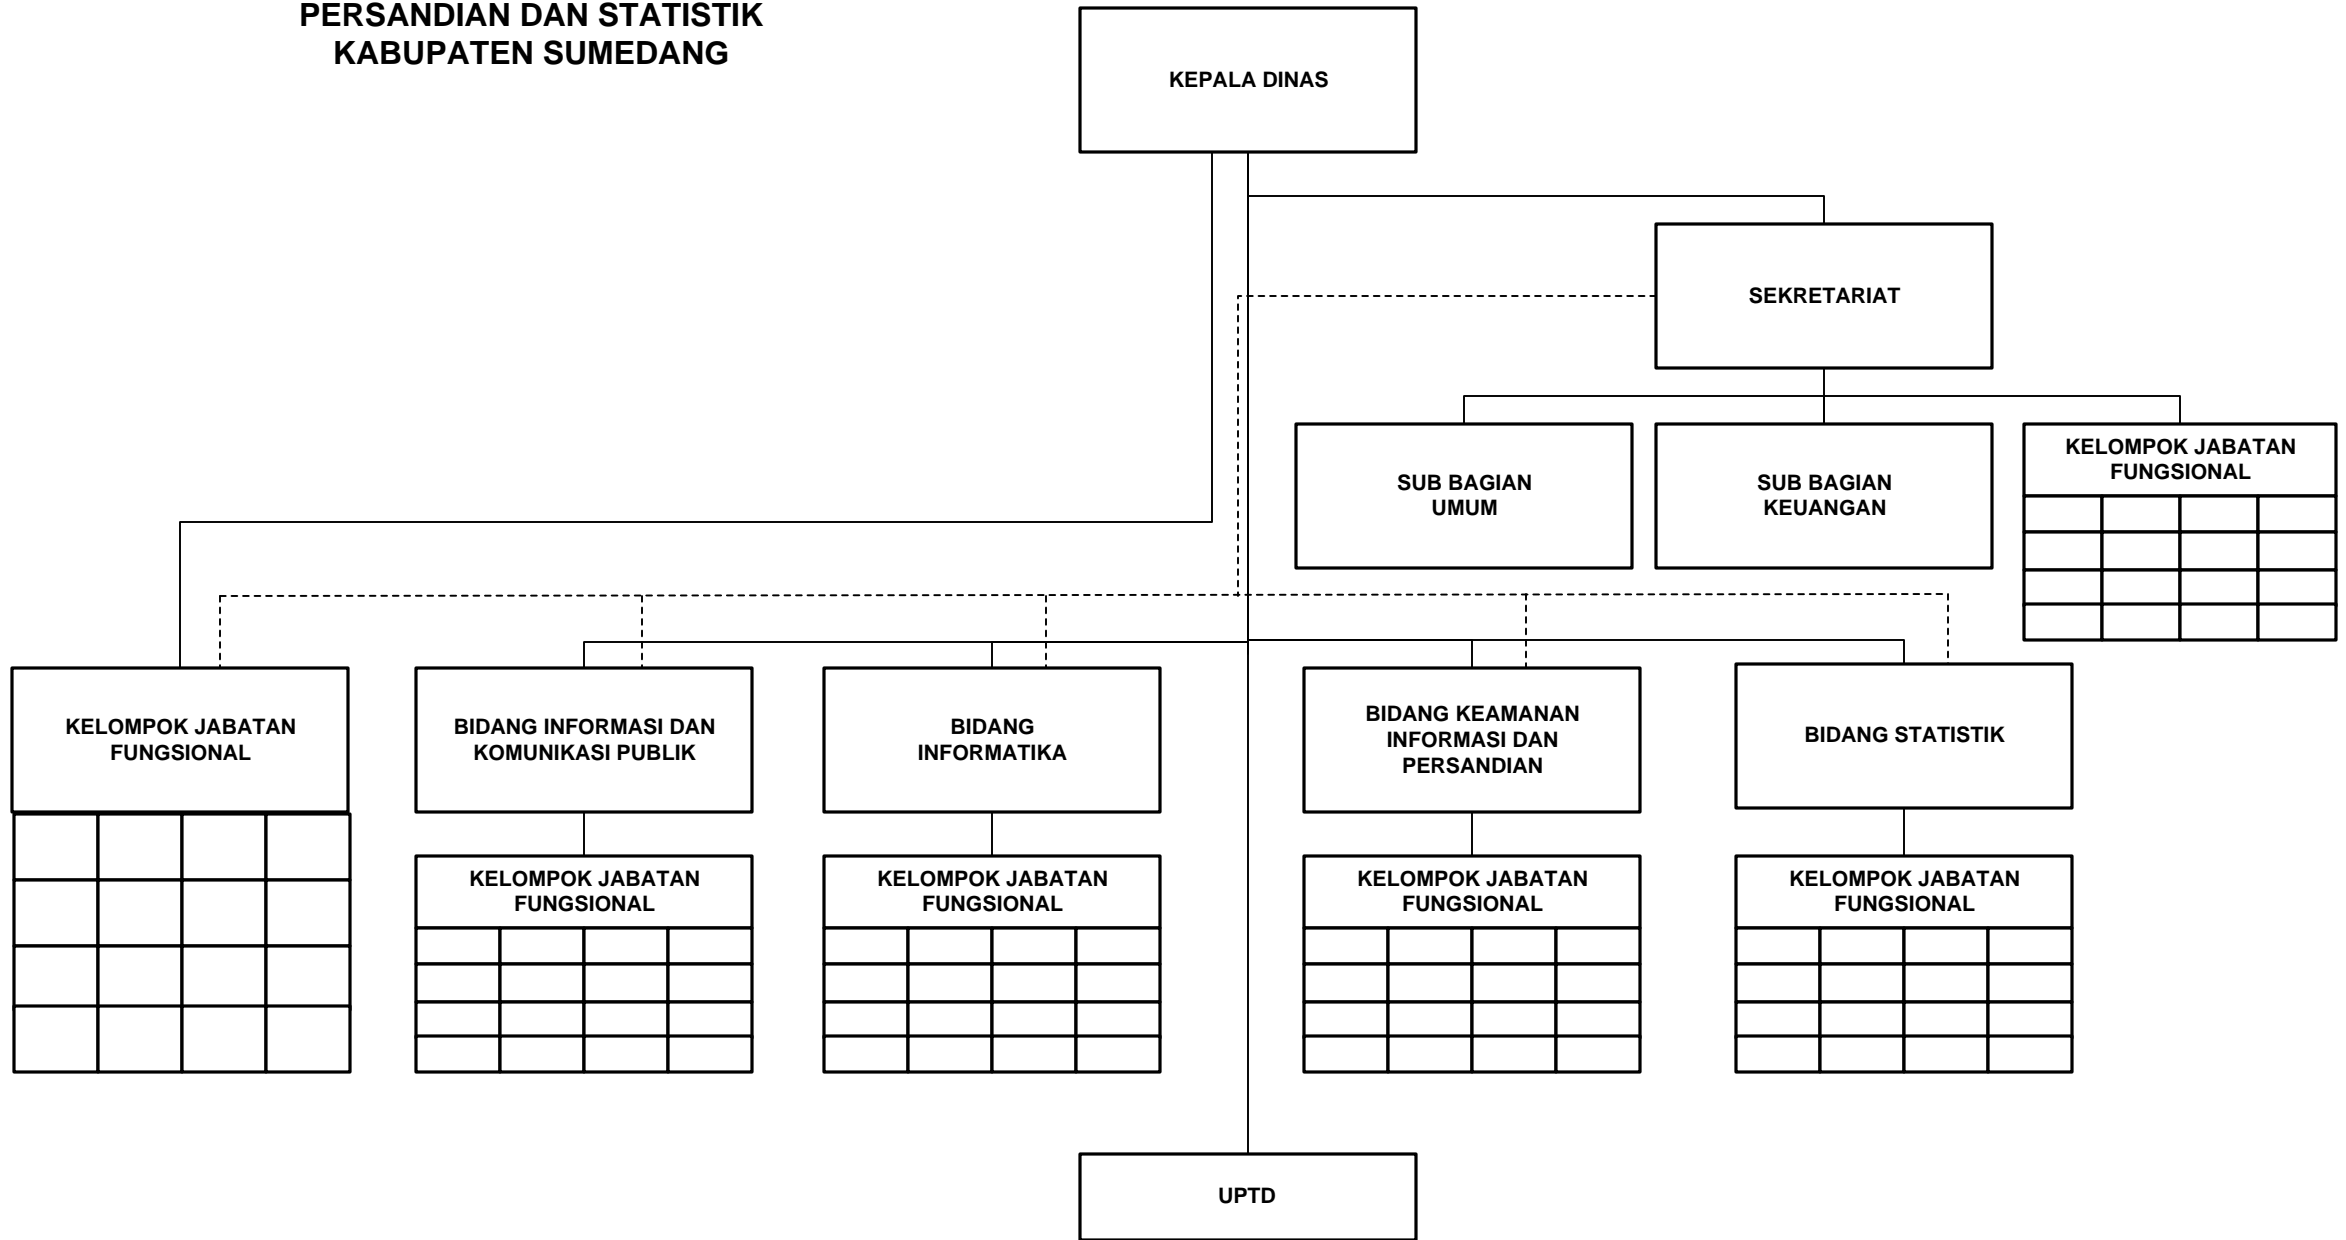 PERSANDIAN DAN STATISTIK
KABUPATEN SUMEDANG
KEPALA DINAS
SEKRETARIAT
SUB BAGIAN
UMUM
SUB BAGIAN
KEUANGAN
KELOMPOK JABATAN
FUNGSIONAL
KELOMPOK JABATAN
FUNGSIONAL
BIDANG INFORMASI DAN
KOMUNIKASI PUBLIK
BIDANG
INFORMATIKA
BIDANG KEAMANAN
INFORMASI DAN
PERSANDIAN
BIDANG STATISTIK
KELOMPOK JABATAN
FUNGSIONAL
KELOMPOK JABATAN
FUNGSIONAL
KELOMPOK JABATAN
FUNGSIONAL
KELOMPOK JABATAN
FUNGSIONAL
UPTD